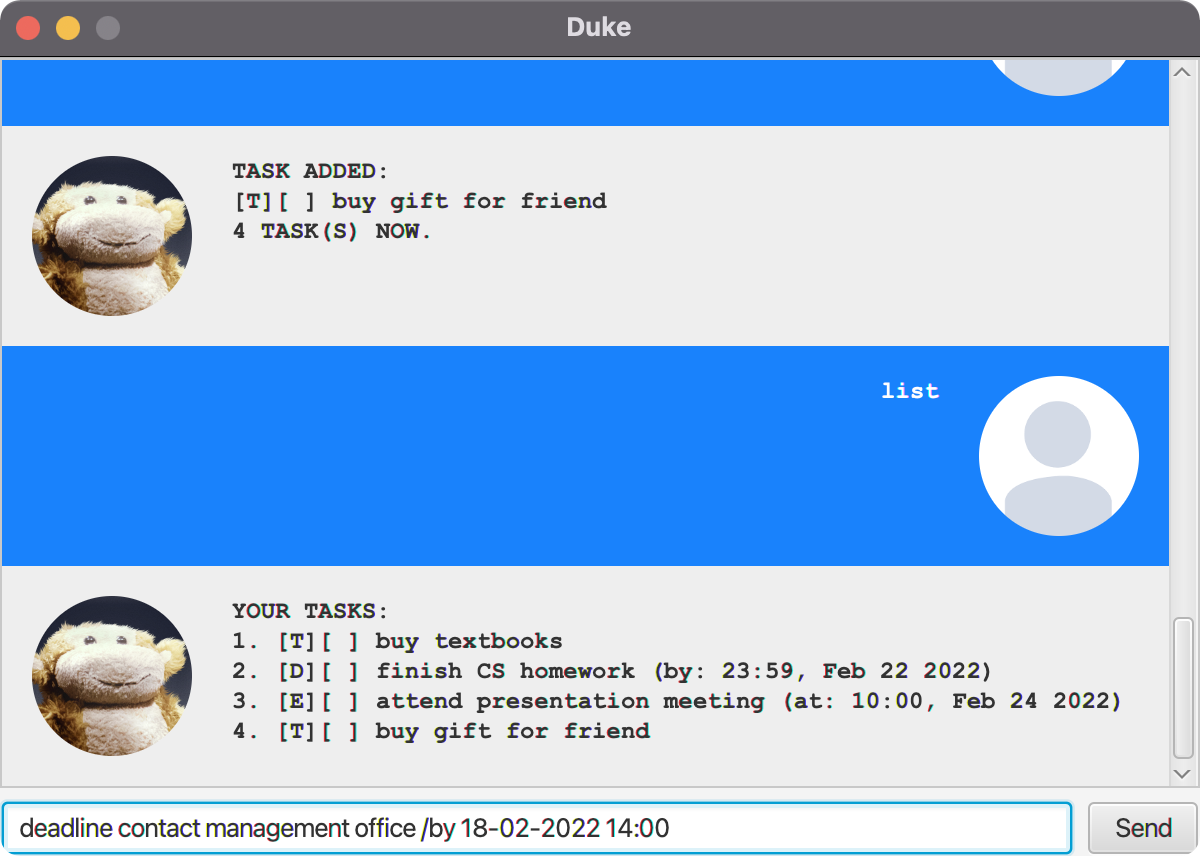 Duke
TASK ADDED:
[T][ ] buy gift for friend
4 TASK(S) NOW.
list
YOUR TASKS:
1. [T][ ] buy textbooks
2. [D][ ] finish CS homework (by: 23:59, Feb 22 2022)
3. [E][ ] attend presentation meeting (at: 10:00, Feb 24 2022)
4. [T][ ] buy gift for friend
deadline contact management office /by 18-02-2022 14:00
Send